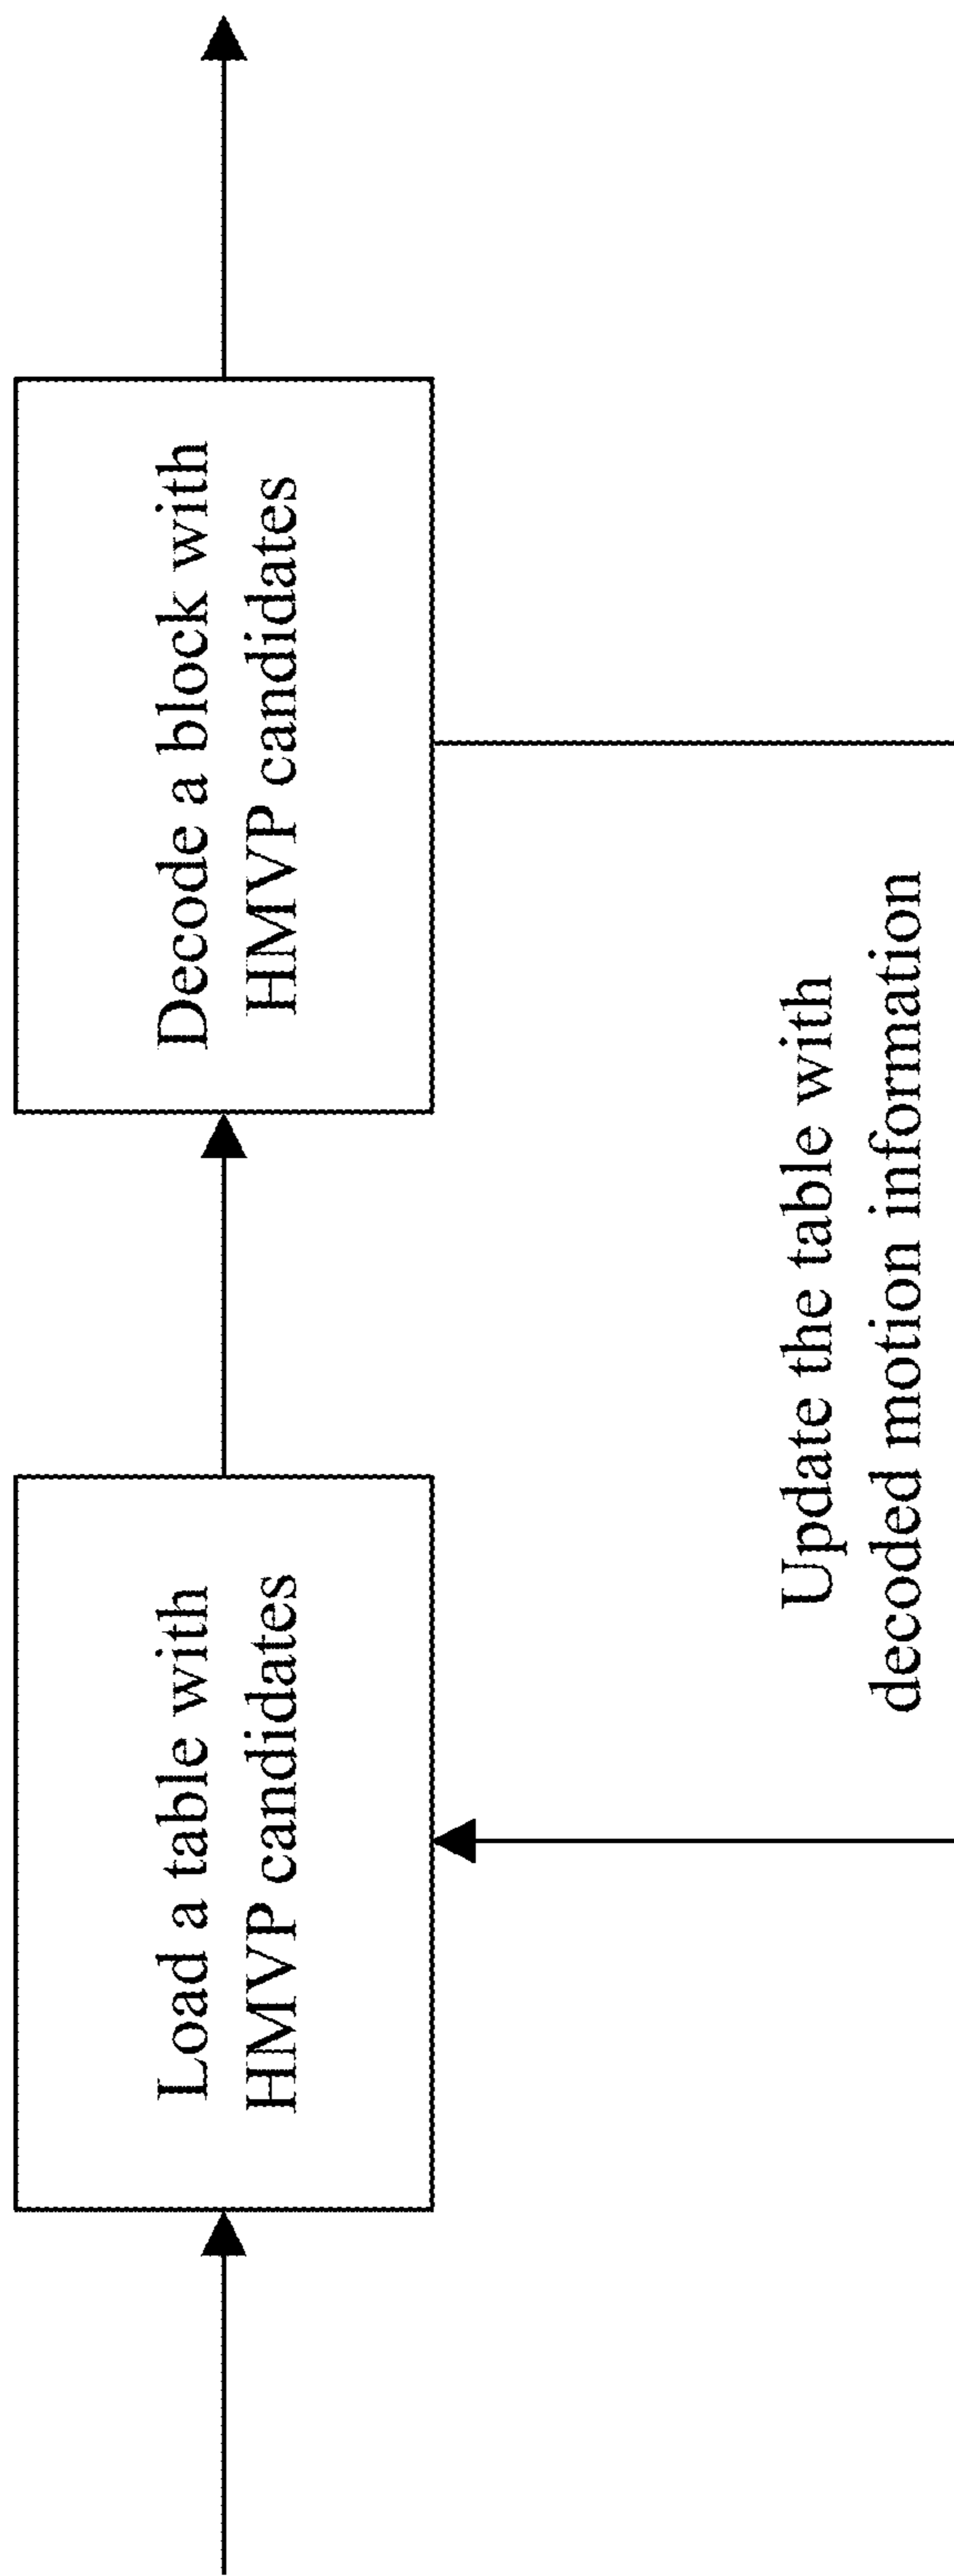 Load a table with
HMVP candidates
Decode a block with
HMVP candidates
Update the table with
decoded motion information